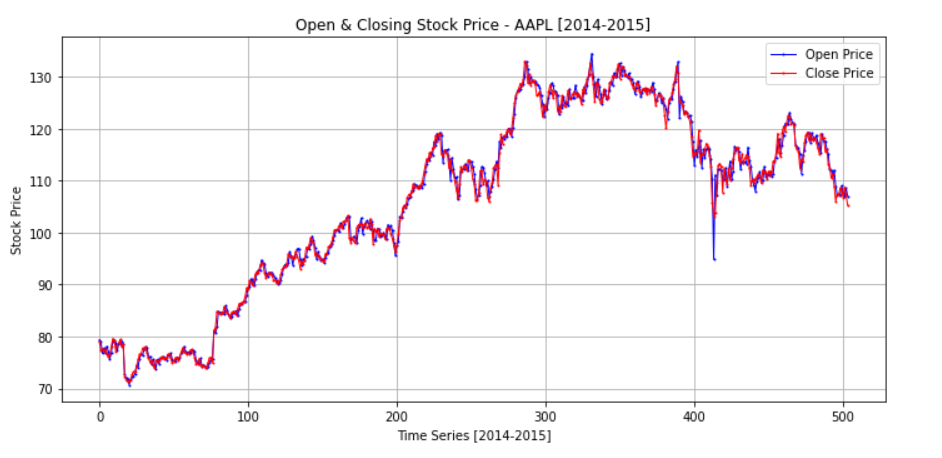 Open & Closing Stock Price - AAPL [2014-2015]
Open Price
Close Price
Stock Price
130
120
110
100
90
80
70
0 100 200 300 400 500
Time Series [2014-2015]